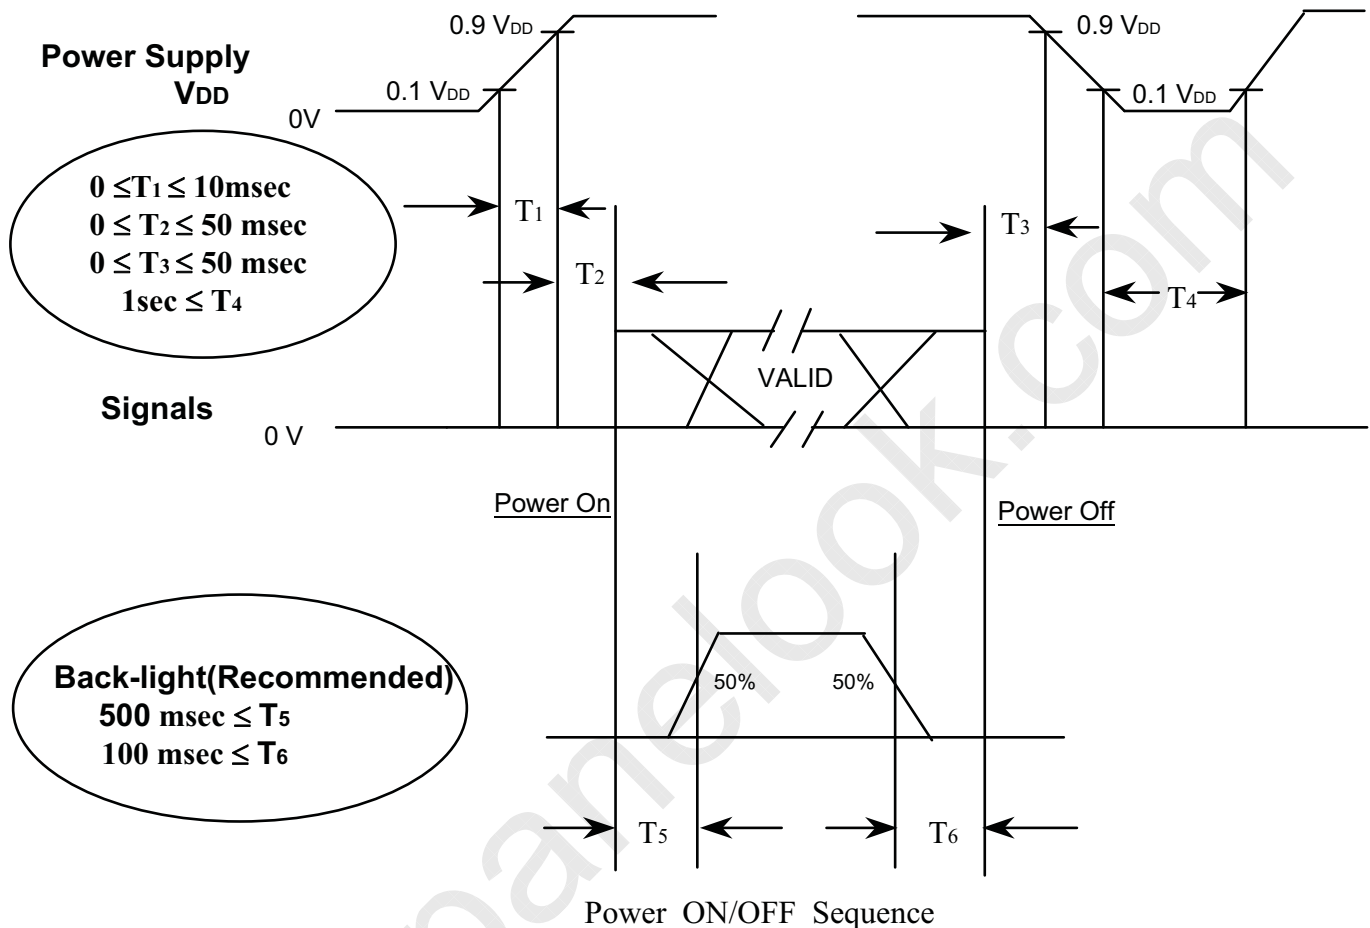 0.9 VDD
0.9 VDD
Power Supply
VDD
0.1 VDD
0.1 VDD
0V
0 ≤T1 ≤ 10msec
0 ≤ T2 ≤ 50 msec
0 ≤ T3 ≤ 50 msec
1sec ≤ T4
T1
T3
T2
T4
VALID
Signals
0 V
Power On
Power Off
Back-light(Recommended)
500 msec ≤ T5
100 msec ≤ T6
50%
50%
T5
T6
Power ON/OFF Sequence
panelook.com